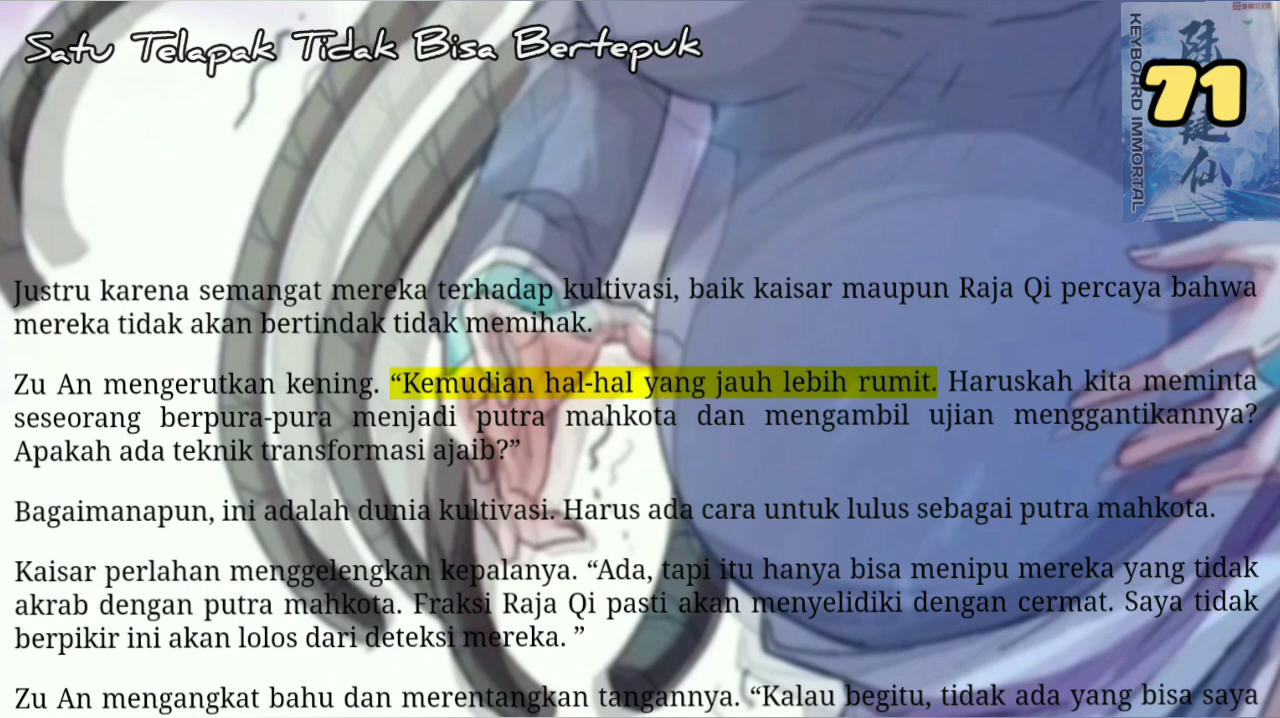 Satu Telapak Tidak Bisa Bertepuk
KEYBOARD IMMORTAL
71
仙
Justru karena semangat mereka terhadap kultivasi, baik kaisar maupun Raja Qi percaya bahwa
mereka tidak akan bertindak tidak memihak.
Zu An mengerutkan kening. “Kemudian hal-hal yang jauh lebih rumit. Haruskah kita meminta
seseorang berpura-pura menjadi putra mahkota dan mengambil ujian menggantikannya?
Apakah ada teknik transformasi ajaib?”
Bagaimanapun, ini adalah dunia kultivasi. Harus ada cara untuk lulus sebagai putra mahkota.
Kaisar perlahan menggelengkan kepalanya. “Ada, tapi itu hanya bisa menipu mereka yang tidak
akrab dengan putra mahkota. Fraksi Raja Qi pasti akan menyelidiki dengan cermat. Saya tidak
berpikir ini akan lolos dari deteksi mereka. ”
Zu An mengangkat bahu dan merentangkan tangannya. “Kalau begitu, tidak ada yang bisa saya